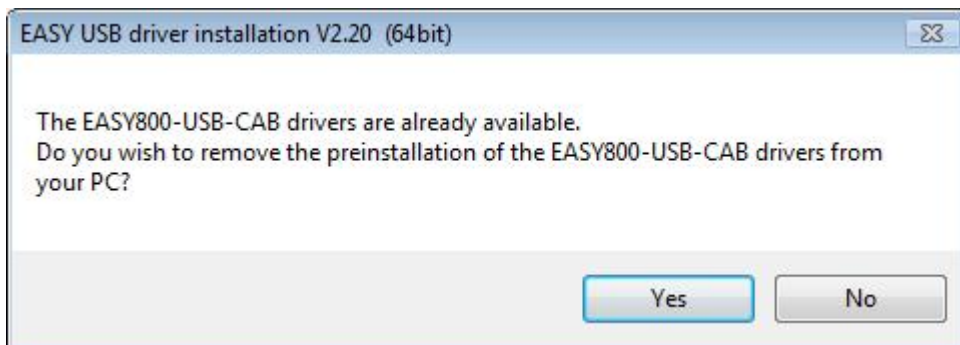 EASY USB driver installation V2.20 (64bit)
The EASY800-USB-CAB drivers are already available.
Do you wish to remove the preinstallation of the EASY800-USB-CAB drivers from
your PC?
Yes
No